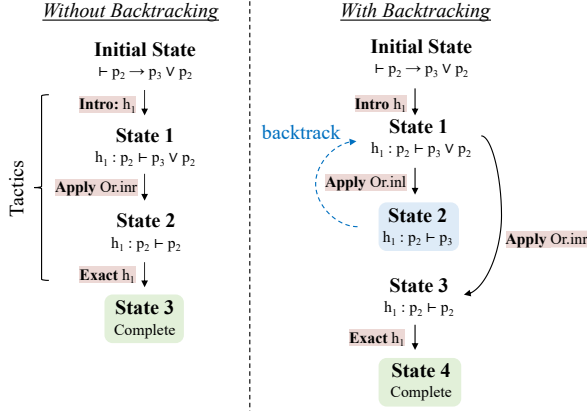 Without Backtracking
Initial State
⊢ p₂ → p₃ ∨ p₂
Intro: h₁
State 1
h₁ : p₂ ⊢ p₃ ∨ p₂
Apply Or.inr
State 2
h₁ : p₂ ⊢ p₂
Exact h₁
State 3
Complete
Tactics
With Backtracking
Initial State
⊢ p₂ → p₃ ∨ p₂
Intro h₁
State 1
h₁ : p₂ ⊢ p₃ ∨ p₂
backtrack
Apply Or.inl
State 2
h₁ : p₂ ⊢ p₃
Apply Or.inr
State 3
h₁ : p₂ ⊢ p₂
Exact h₁
State 4
Complete